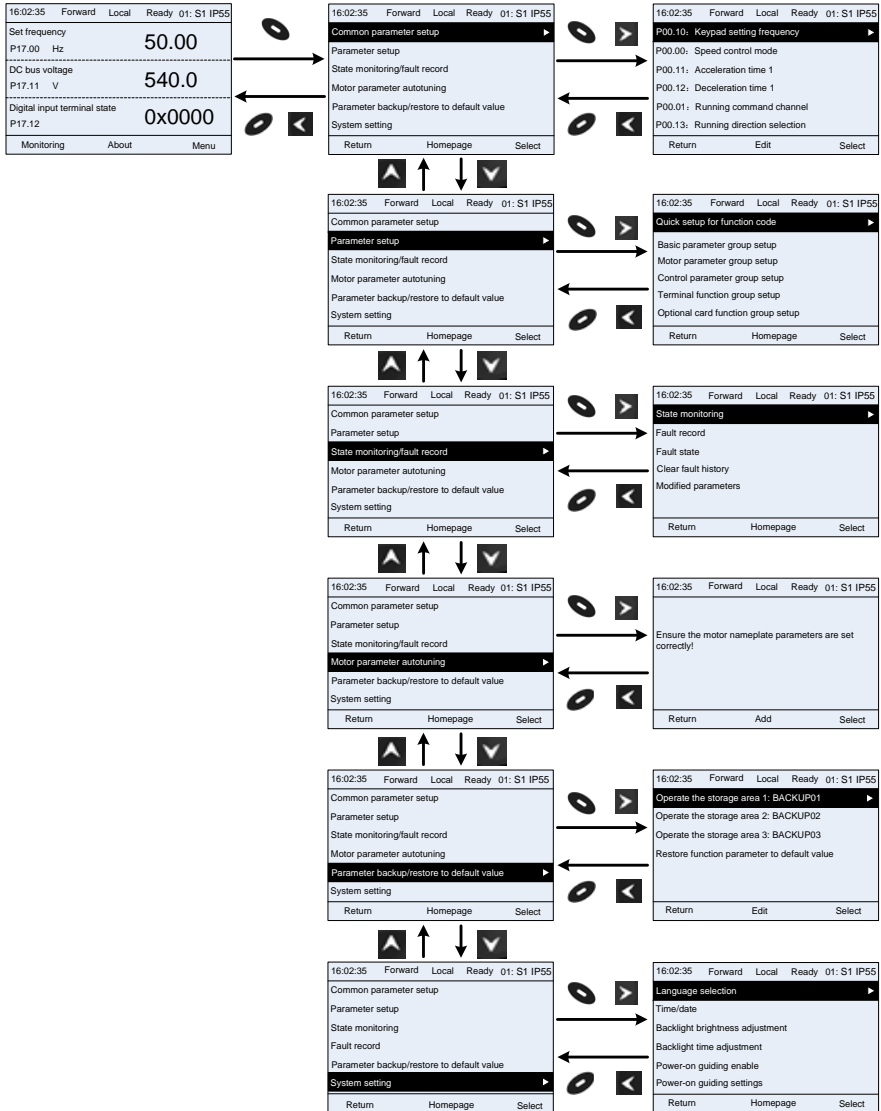 16:02:35 Forward Local Ready 01: S1 IP55
Set frequency
P17.00 Hz 50.00
DC bus voltage
P17.11 V 540.0
Digital input terminal state
P17.12 0x0000
Monitoring About Menu
16:02:35 Forward Local Ready 01: S1 IP55
Common parameter setup
Parameter setup
State monitoring/fault record
Motor parameter autotuning
Parameter backup/restore to default value
System setting
Return Homepage Select
16:02:35 Forward Local Ready 01: S1 IP55
P00.10: Keypad setting frequency
P00.00: Speed control mode
P00.11: Acceleration time 1
P00.12: Deceleration time 1
P00.01: Running command channel
P00.13: Running direction selection
Return Edit Select
16:02:35 Forward Local Ready 01: S1 IP55
Common parameter setup
Parameter setup
State monitoring/fault record
Motor parameter autotuning
Parameter backup/restore to default value
System setting
Return Homepage Select
16:02:35 Forward Local Ready 01: S1 IP55
Quick setup for function code
Basic parameter group setup
Motor parameter group setup
Control parameter group setup
Terminal function group setup
Optional card function group setup
Return Homepage Select
16:02:35 Forward Local Ready 01: S1 IP55
Common parameter setup
Parameter setup
State monitoring/fault record
Motor parameter autotuning
Parameter backup/restore to default value
System setting
Return Homepage Select
16:02:35 Forward Local Ready 01: S1 IP55
State monitoring
Fault record
Fault state
Clear fault history
Modified parameters
Return Homepage Select
16:02:35 Forward Local Ready 01: S1 IP55
Common parameter setup
Parameter setup
State monitoring/fault record
Motor parameter autotuning
Parameter backup/restore to default value
System setting
Return Homepage Select
16:02:35 Forward Local Ready 01: S1 IP55
Ensure the motor nameplate parameters are set
correctly!
Return Add Select
16:02:35 Forward Local Ready 01: S1 IP55
Common parameter setup
Parameter setup
State monitoring/fault record
Motor parameter autotuning
Parameter backup/restore to default value
System setting
Return Homepage Select
16:02:35 Forward Local Ready 01: S1 IP55
Operate the storage area 1: BACKUP01
Operate the storage area 2: BACKUP02
Operate the storage area 3: BACKUP03
Restore function parameter to default value
Return Edit Select
16:02:35 Forward Local Ready 01: S1 IP55
Common parameter setup
Parameter setup
State monitoring
Fault record
Parameter backup/restore to default value
System setting
Return Homepage Select
16:02:35 Forward Local Ready 01: S1 IP55
Language selection
Time/date
Backlight brightness adjustment
Backlight time adjustment
Power-on guiding enable
Power-on guiding settings
Return Homepage Select